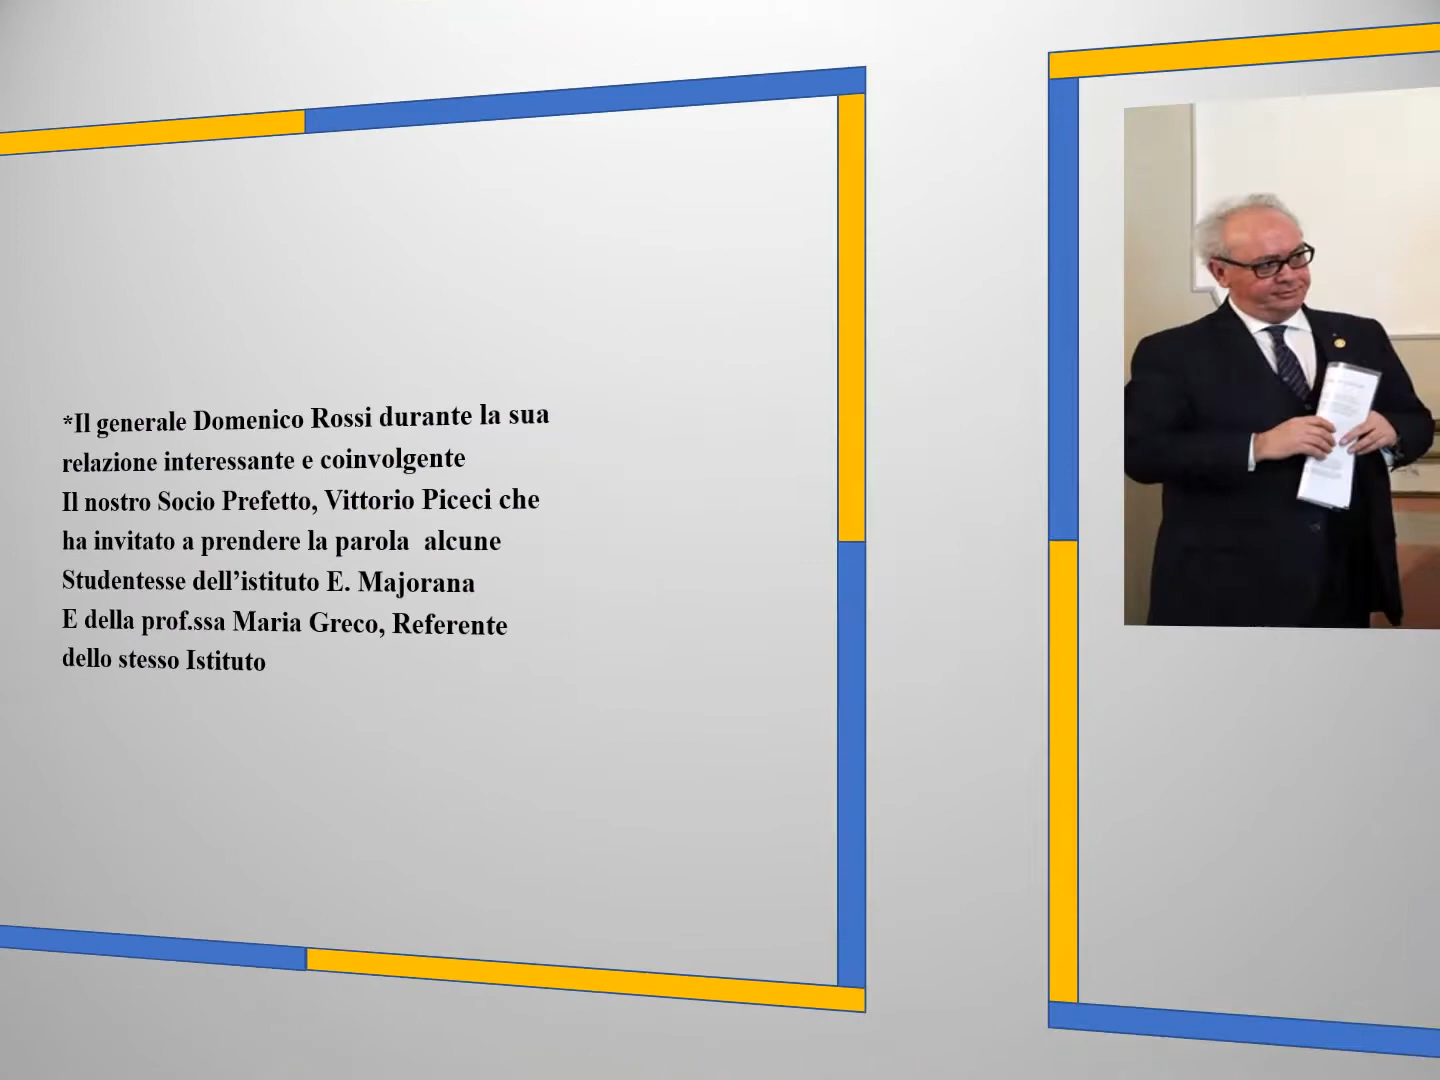 *Il generale Domenico Rossi durante la sua
relazione interessante e coinvolgente
Il nostro Socio Prefetto, Vittorio Piceci che
ha invitato a prendere la parola  alcune
Studentesse dell’istituto E. Majorana
E della prof.ssa Maria Greco, Referente
dello stesso Istituto